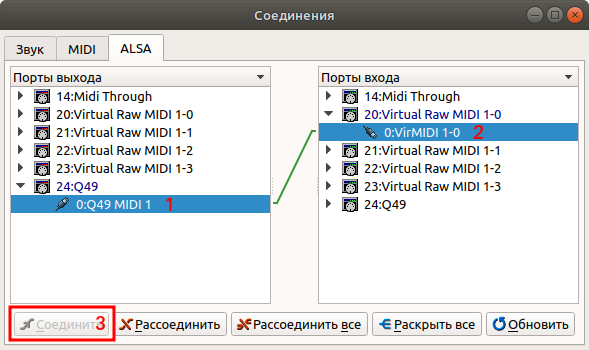 Соединения
Звук MIDI ALSA
Порты выхода
14:Midi Through
20:Virtual Raw MIDI 1-0
21:Virtual Raw MIDI 1-1
22:Virtual Raw MIDI 1-2
23:Virtual Raw MIDI 1-3
24:Q49
0:Q49 MIDI 1 1
Порты входа
14:Midi Through
20:Virtual Raw MIDI 1-0
0:VirMIDI 1-0 2
21:Virtual Raw MIDI 1-1
22:Virtual Raw MIDI 1-2
23:Virtual Raw MIDI 1-3
24:Q49
Соединить 3 Рассоединить Рассоединить все Раскрыть все Обновить